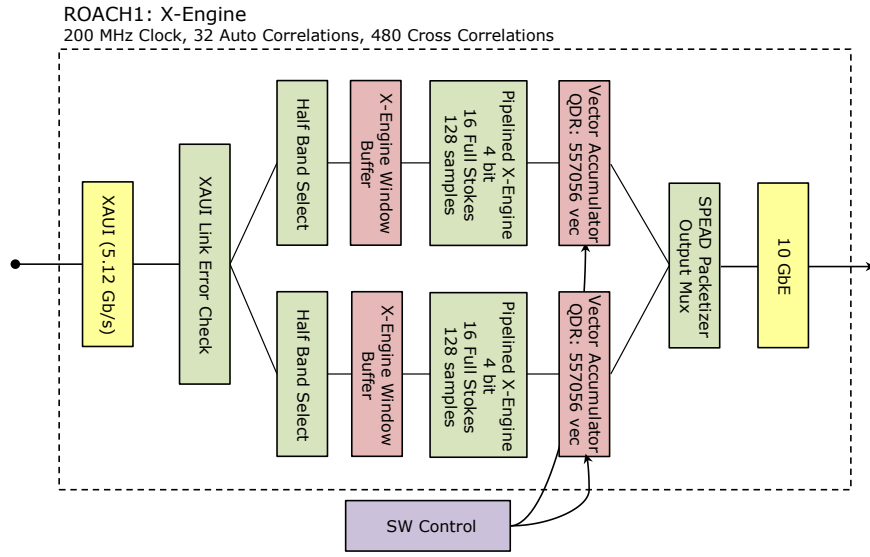 ROACH1: X-Engine
200 MHz Clock, 32 Auto Correlations, 480 Cross Correlations
XAUI (5.12 Gb/s)
XAUI Link Error Check
Half Band Select
X-Engine Window
Buffer
Pipelined X-Engine
4 bit
16 Full Stokes
128 samples
Vector Accumulator
QDR: 557056 vec
Half Band Select
X-Engine Window
Buffer
Pipelined X-Engine
4 bit
16 Full Stokes
128 samples
Vector Accumulator
QDR: 557056 vec
SPEAD Packetizer
Output Mux
10 GbE
SW Control